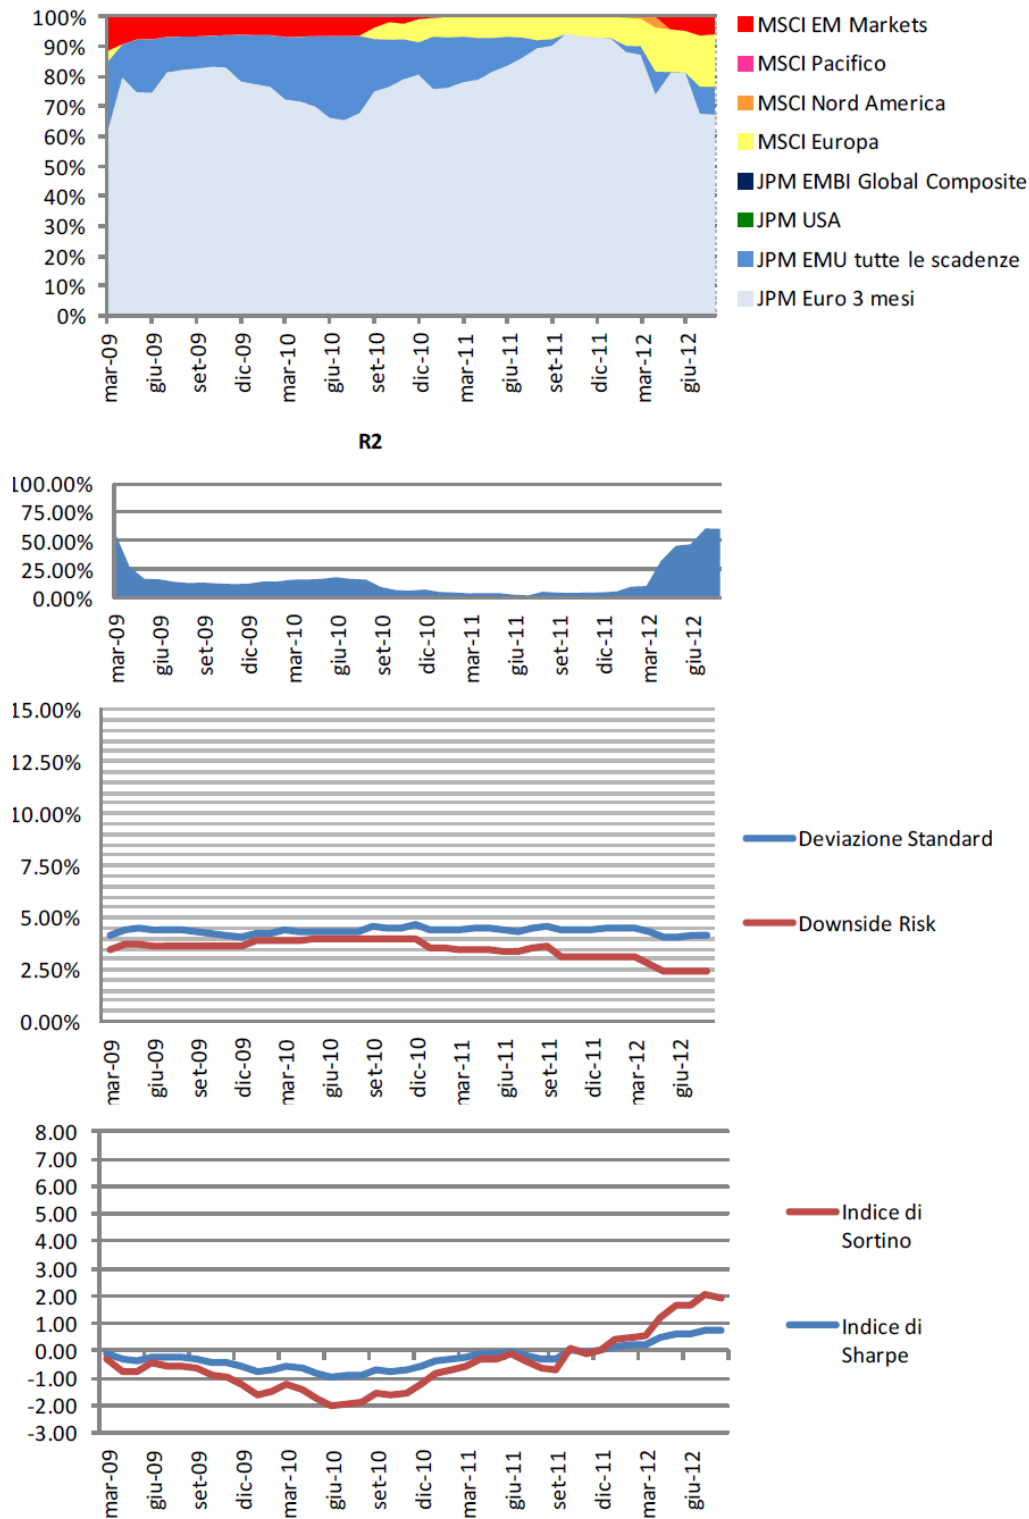 100%
90%
80%
70%
60%
50%
40%
30%
20%
10%
0%
mar-09
giu-09
set-09
dic-09
mar-10
giu-10
set-10
dic-10
mar-11
giu-11
set-11
dic-11
mar-12
giu-12
MSCI EM Markets
MSCI Pacifico
MSCI Nord America
MSCI Europa
JPM EMBI Global Composite
JPM USA
JPM EMU tutte le scadenze
JPM Euro 3 mesi
R2
100.00%
75.00%
50.00%
25.00%
0.00%
mar-09
giu-09
set-09
dic-09
mar-10
giu-10
set-10
dic-10
mar-11
giu-11
set-11
dic-11
mar-12
giu-12
15.00%
12.50%
10.00%
7.50%
5.00%
2.50%
0.00%
mar-09
giu-09
set-09
dic-09
mar-10
giu-10
set-10
dic-10
mar-11
giu-11
set-11
dic-11
mar-12
giu-12
Deviazione Standard
Downside Risk
8.00
7.00
6.00
5.00
4.00
3.00
2.00
1.00
0.00
-1.00
-2.00
-3.00
mar-09
giu-09
set-09
dic-09
mar-10
giu-10
set-10
dic-10
mar-11
giu-11
set-11
dic-11
mar-12
giu-12
Indice di
Sortino
Indice di
Sharpe